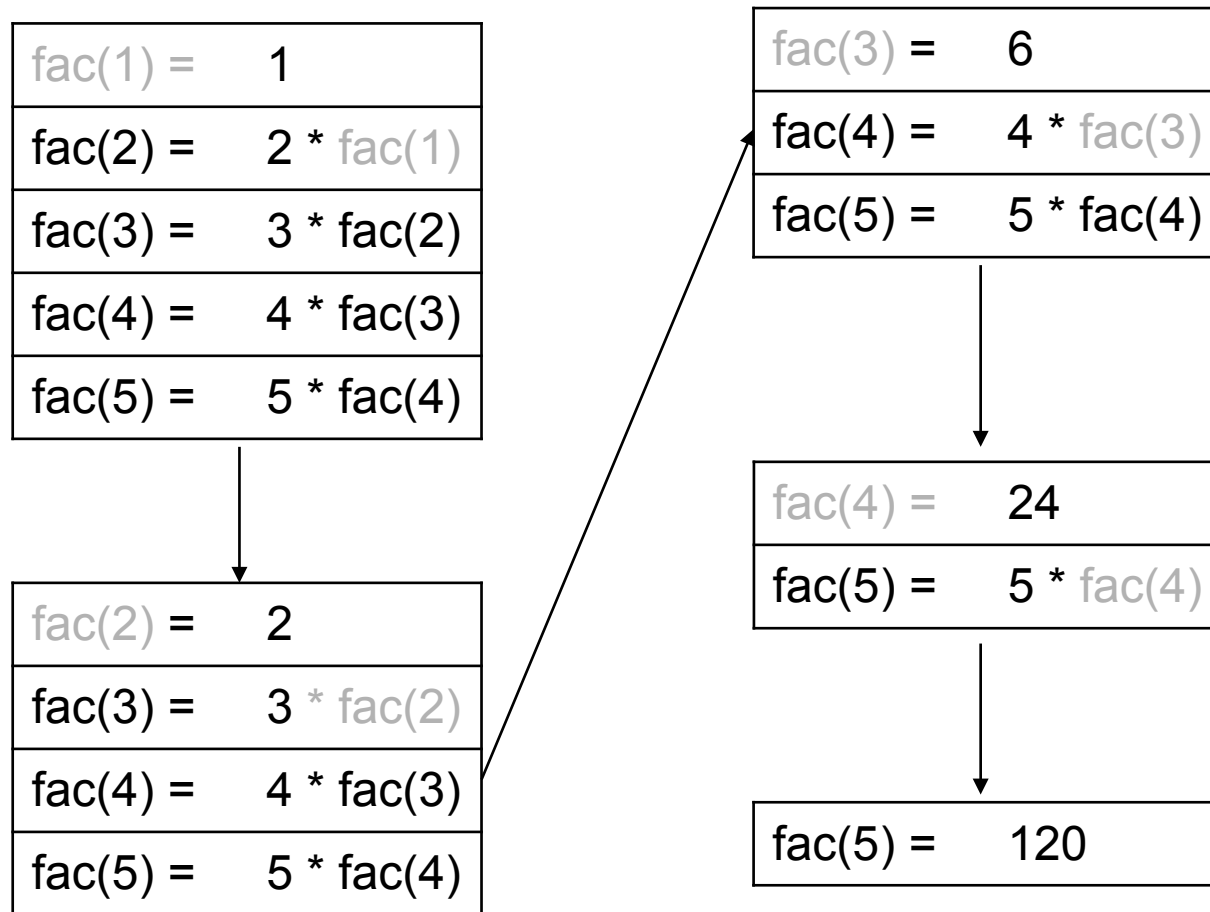 fac(1) = 1
fac(2) = 2 * fac(1)
fac(3) = 3 * fac(2)
fac(4) = 4 * fac(3)
fac(5) = 5 * fac(4)
fac(2) = 2
fac(3) = 3 * fac(2)
fac(4) = 4 * fac(3)
fac(5) = 5 * fac(4)
fac(3) = 6
fac(4) = 4 * fac(3)
fac(5) = 5 * fac(4)
fac(4) = 24
fac(5) = 5 * fac(4)
fac(5) = 120